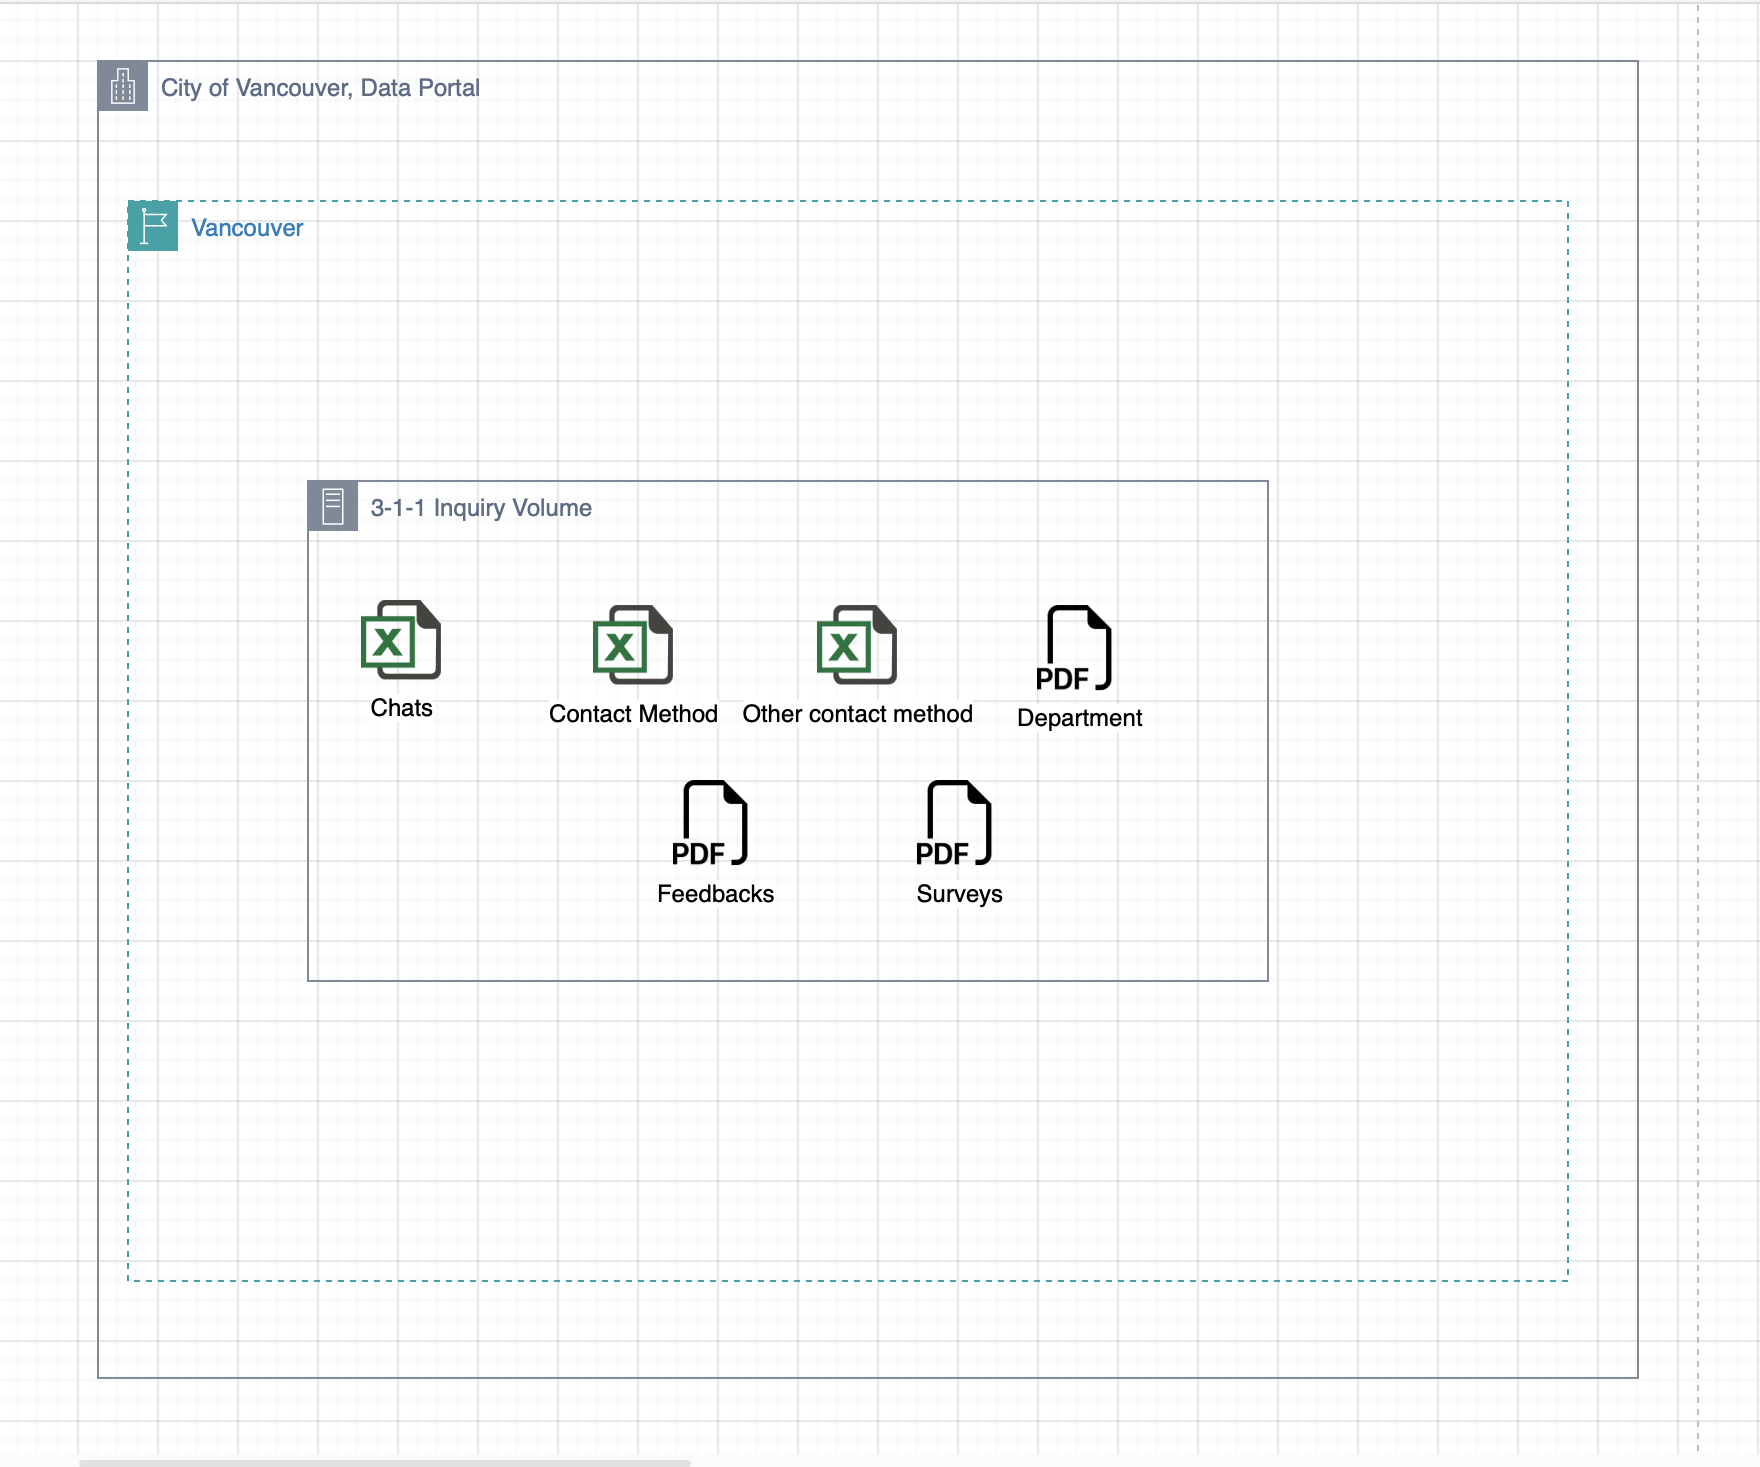 City of Vancouver, Data Portal
Vancouver
3-1-1 Inquiry Volume
X
X
X
PDF
Chats
Contact Method
Other contact method
Department
PDF
PDF
Feedbacks
Surveys